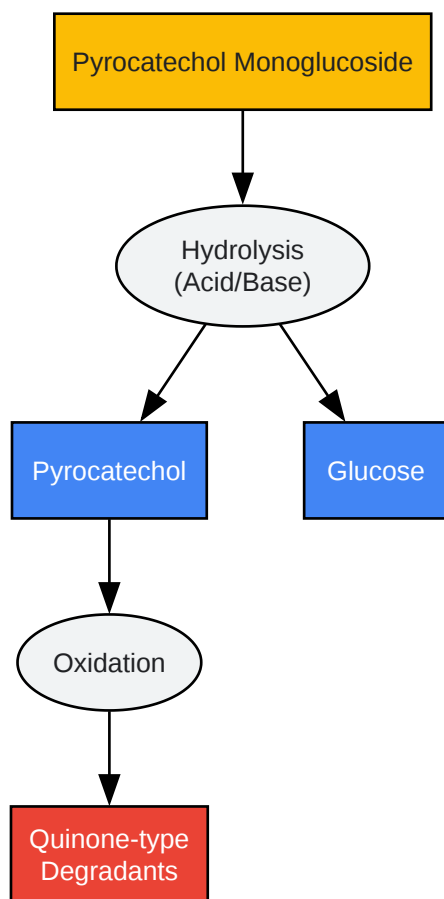 Pyrocatechol Monoglucoside
Hydrolysis
(Acid/Base)
Pyrocatechol
Glucose
Oxidation
Quinone-type
Degradants